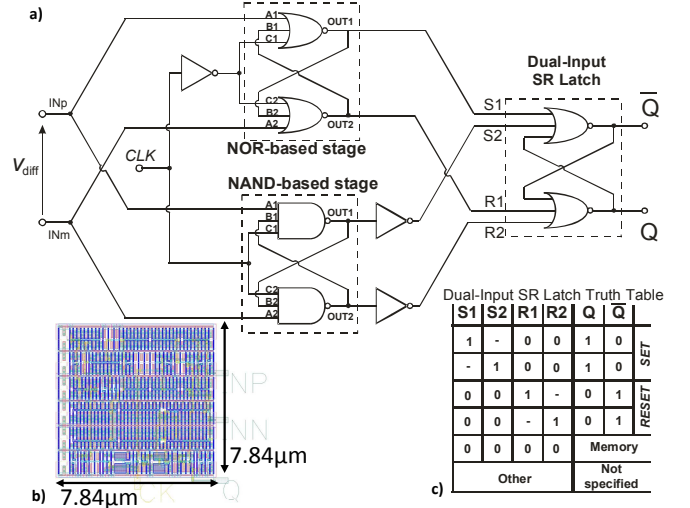 a)
A1
B1
C1
OUT1
C2
B2
A2
OUT2
NOR-based stage
INp
Vdiff
INm
CLK
NAND-based stage
A1
B1
C1
OUT1
C2
B2
A2
OUT2
Dual-Input
SR Latch
S1
S2
R1
R2
Q
Q
NP
NN
CK
Q
7.84µm
7.84µm
b)
Dual-Input SR Latch Truth Table
S1 S2 R1 R2 Q Q
1 - 0 0 1 0
- 1 0 0 1 0
SET
0 0 1 - 0 1
0 0 - 1 0 1
RESET
0 0 0 0 Memory
Other Not
specified
c)